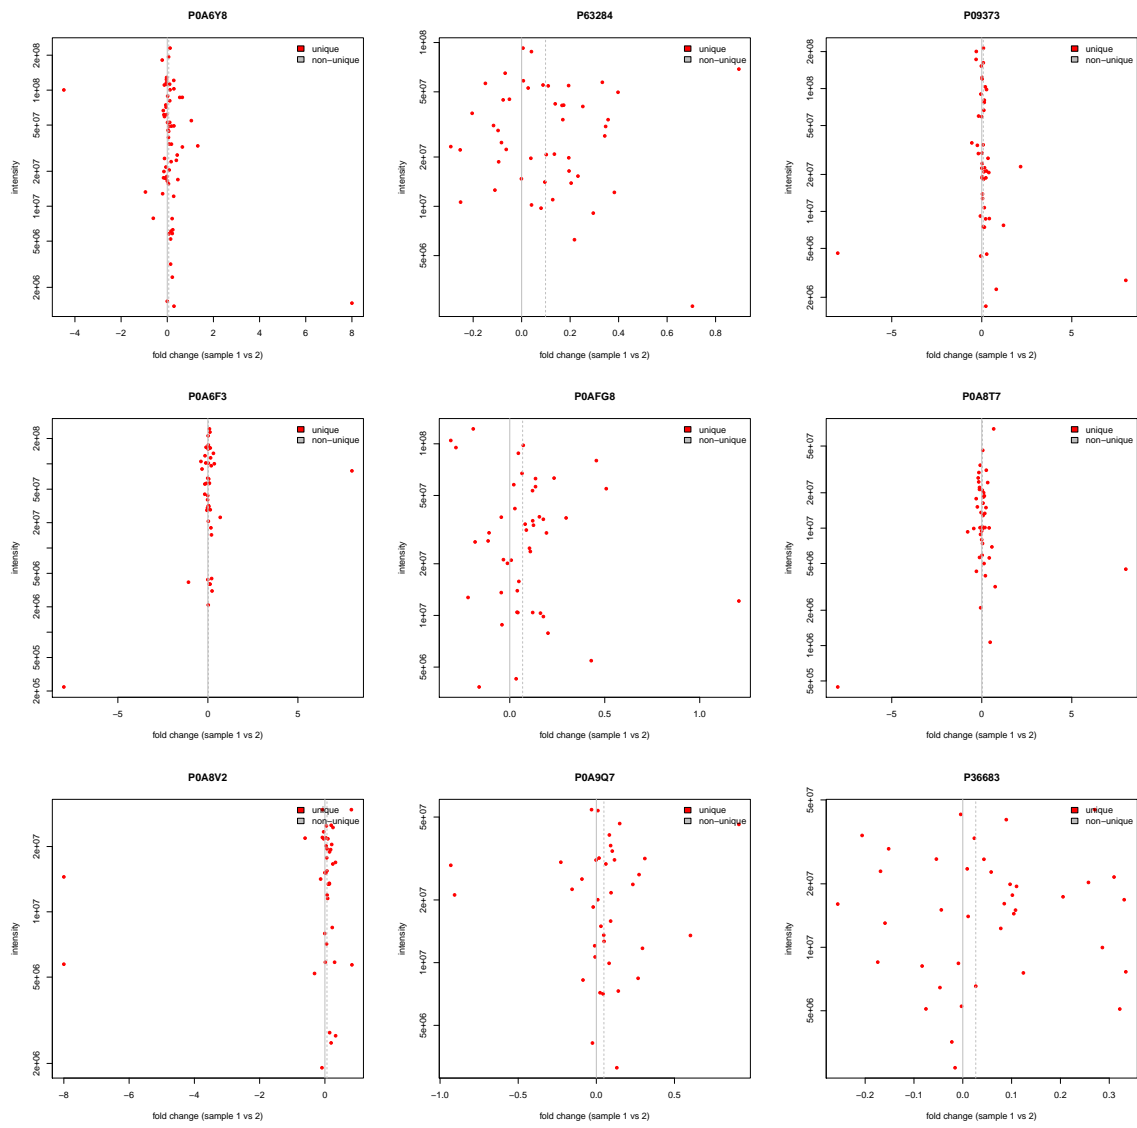 P0A6Y8
unique
non−unique
intensity
2e+06 5e+06 1e+07 2e+07 5e+07 1e+08 2e+08
−4 −2 0 2 4 6 8
fold change (sample 1 vs 2)
P63284
unique
non−unique
intensity
5e+06 1e+07 2e+07 5e+07 1e+08
−0.2 0.0 0.2 0.4 0.6 0.8
fold change (sample 1 vs 2)
P09373
unique
non−unique
intensity
2e+06 5e+06 1e+07 2e+07 5e+07 1e+08 2e+08
−5 0 5
fold change (sample 1 vs 2)
P0A6F3
unique
non−unique
intensity
2e+05 5e+05 1e+06 2e+06 5e+06 2e+07 5e+07 2e+08
−5 0 5
fold change (sample 1 vs 2)
P0AFG8
unique
non−unique
intensity
5e+06 1e+07 2e+07 5e+07 1e+08
0.0 0.5 1.0
fold change (sample 1 vs 2)
P0A8T7
unique
non−unique
intensity
5e+05 1e+06 2e+06 5e+06 1e+07 2e+07 5e+07
−5 0 5
fold change (sample 1 vs 2)
P0A8V2
unique
non−unique
intensity
2e+06 5e+06 1e+07 2e+07
−8 −6 −4 −2 0
fold change (sample 1 vs 2)
P0A9Q7
unique
non−unique
intensity
5e+06 1e+07 2e+07 5e+07
−1.0 −0.5 0.0 0.5
fold change (sample 1 vs 2)
P36683
unique
non−unique
intensity
5e+06 1e+07 2e+07 5e+07
−0.2 −0.1 0.0 0.1 0.2 0.3
fold change (sample 1 vs 2)